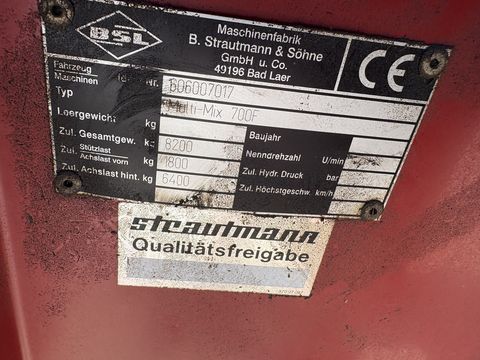 BSL
Maschinenfabrik
B. Strautmann & Söhne
GmbH u. Co.
49196 Bad Laer
CE
Fahrzeug
Maschinen Nr. 606007017
Typ Multi-Mix 700F
Leergewicht kg Baujahr
Zul. Gesamtgew. kg 8200 Nenndrehzahl U/min
Zul. Stützlast
Achslast vorn kg 1800 Zul. Hydr. Druck bar
Zul. Achslast hint. kg 6400 Zul. Höchstgeschw. km/h
strautmann
Qualitätsfreigabe